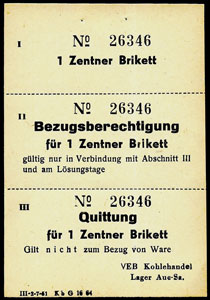 I
№ 26346
1 Zentner Brikett
II
№ 26346
Bezugsberechtigung
für 1 Zentner Brikett
gültig nur in Verbindung mit Abschnitt III
und am Lösungstage
III
№ 26346
Quittung
für 1 Zentner Brikett
Gilt nicht zum Bezug von Ware
VEB Kohlehandel
Lager Aue-Sa.
III-2-7-61 K b G 16 64